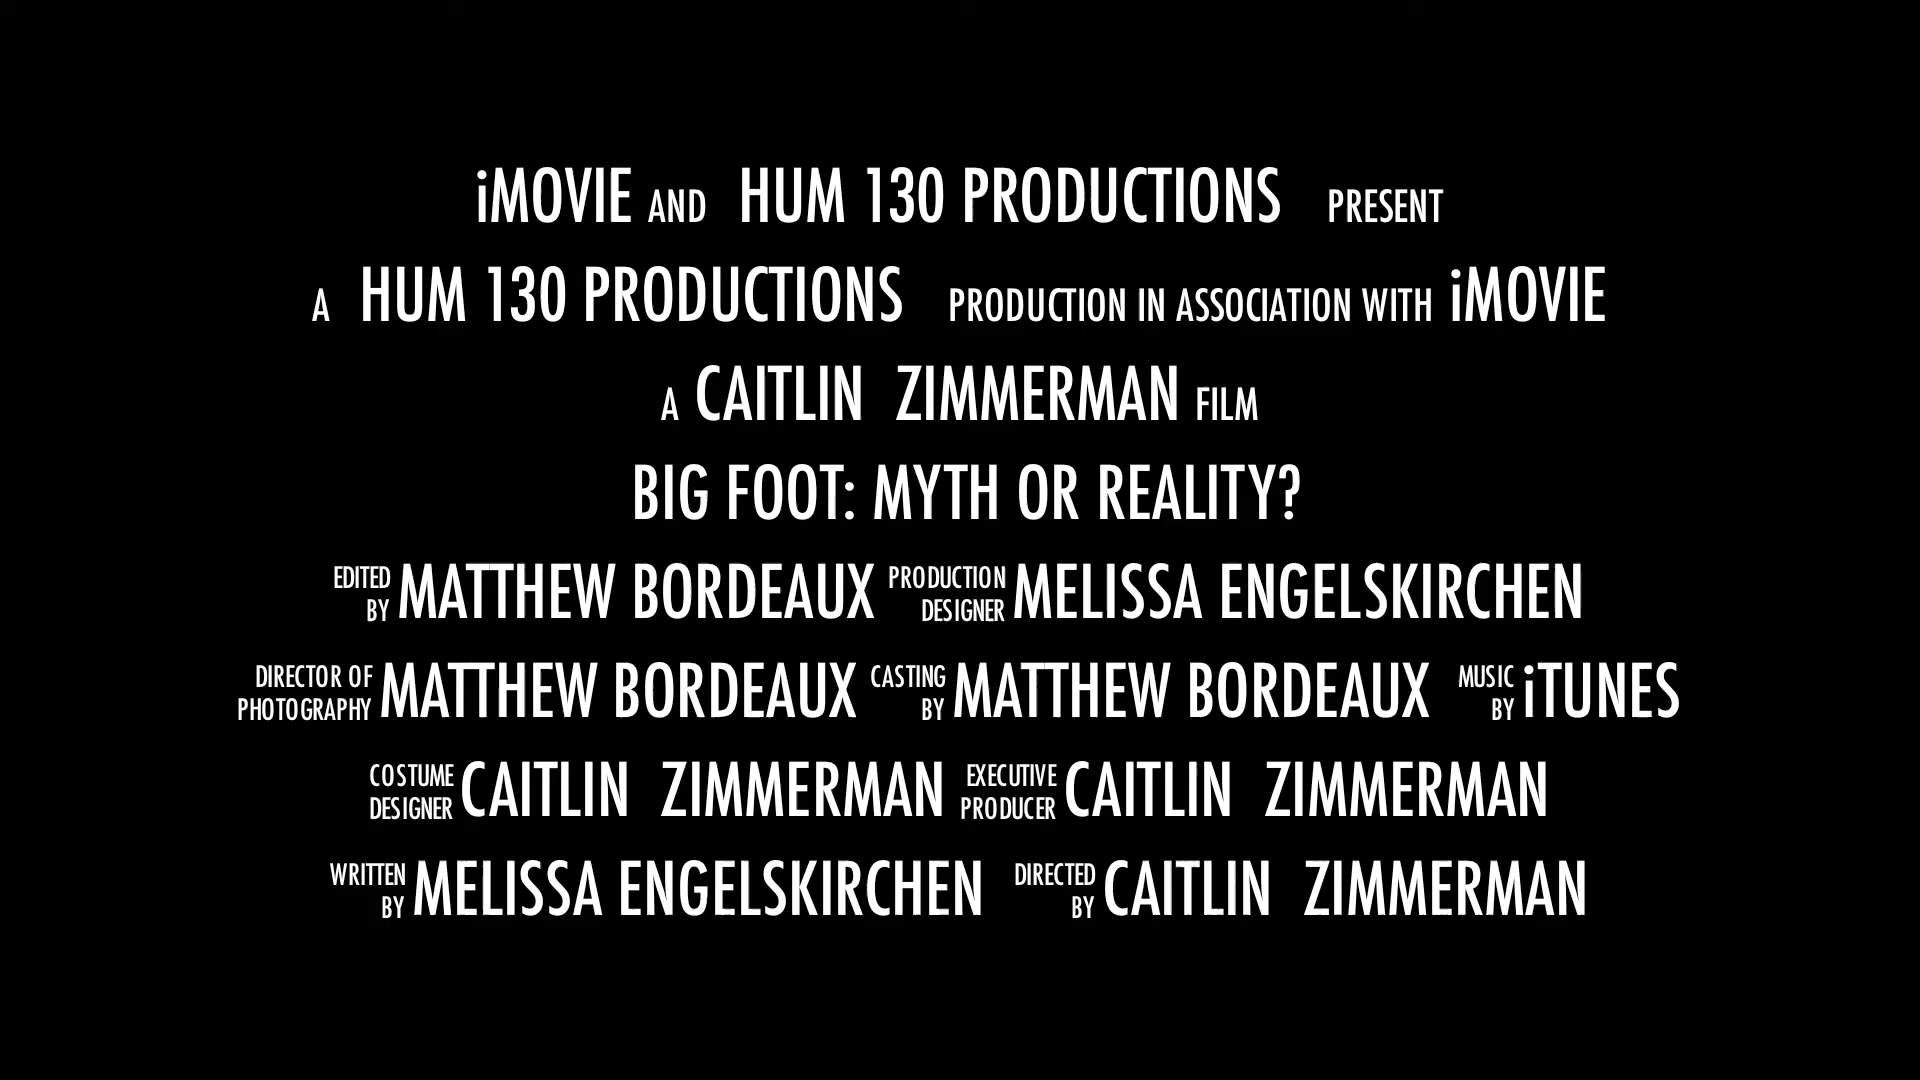 iMOVIE AND HUM 130 PRODUCTIONS PRESENT
A HUM 130 PRODUCTIONS PRODUCTION IN ASSOCIATION WITH iMOVIE
A CAITLIN ZIMMERMAN FILM
BIG FOOT: MYTH OR REALITY?
EDITED BY MATTHEW BORDEAUX PRODUCTION DESIGNER MELISSA ENGELSKIRCHEN
DIRECTOR OF PHOTOGRAPHY MATTHEW BORDEAUX CASTING BY MATTHEW BORDEAUX MUSIC BY iTUNES
COSTUME DESIGNER CAITLIN ZIMMERMAN EXECUTIVE PRODUCER CAITLIN ZIMMERMAN
WRITTEN BY MELISSA ENGELSKIRCHEN DIRECTED BY CAITLIN ZIMMERMAN